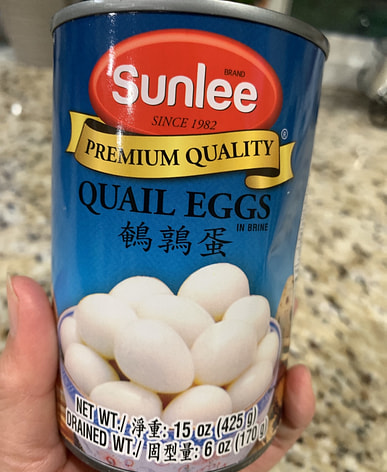 Sunlee
BRAND
SINCE 1982
PREMIUM QUALITY
®
QUAIL EGGS
IN BRINE
鵪鶉蛋
NET WT./ 淨重: 15 oz (425 g)
DRAINED WT./ 固型量: 6 oz (170 g)